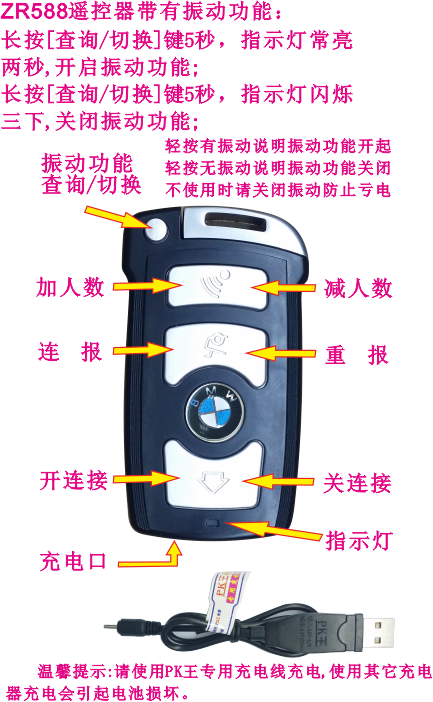 ZR588遥控器带有振动功能：
长按[查询/切换]键5秒，指示灯常亮
两秒,开启振动功能;
长按[查询/切换]键5秒，指示灯闪烁
三下,关闭振动功能;
轻按有振动说明振动功能开起
轻按无振动说明振动功能关闭
不使用时请关闭振动防止亏电
振动功能
查询/切换
加人数
减人数
连 报
重 报
BMW
开连接
关连接
指示灯
充电口
PK王
PK王
温馨提示:请使用PK王专用充电线充电,使用其它充电
器充电会引起电池损坏。